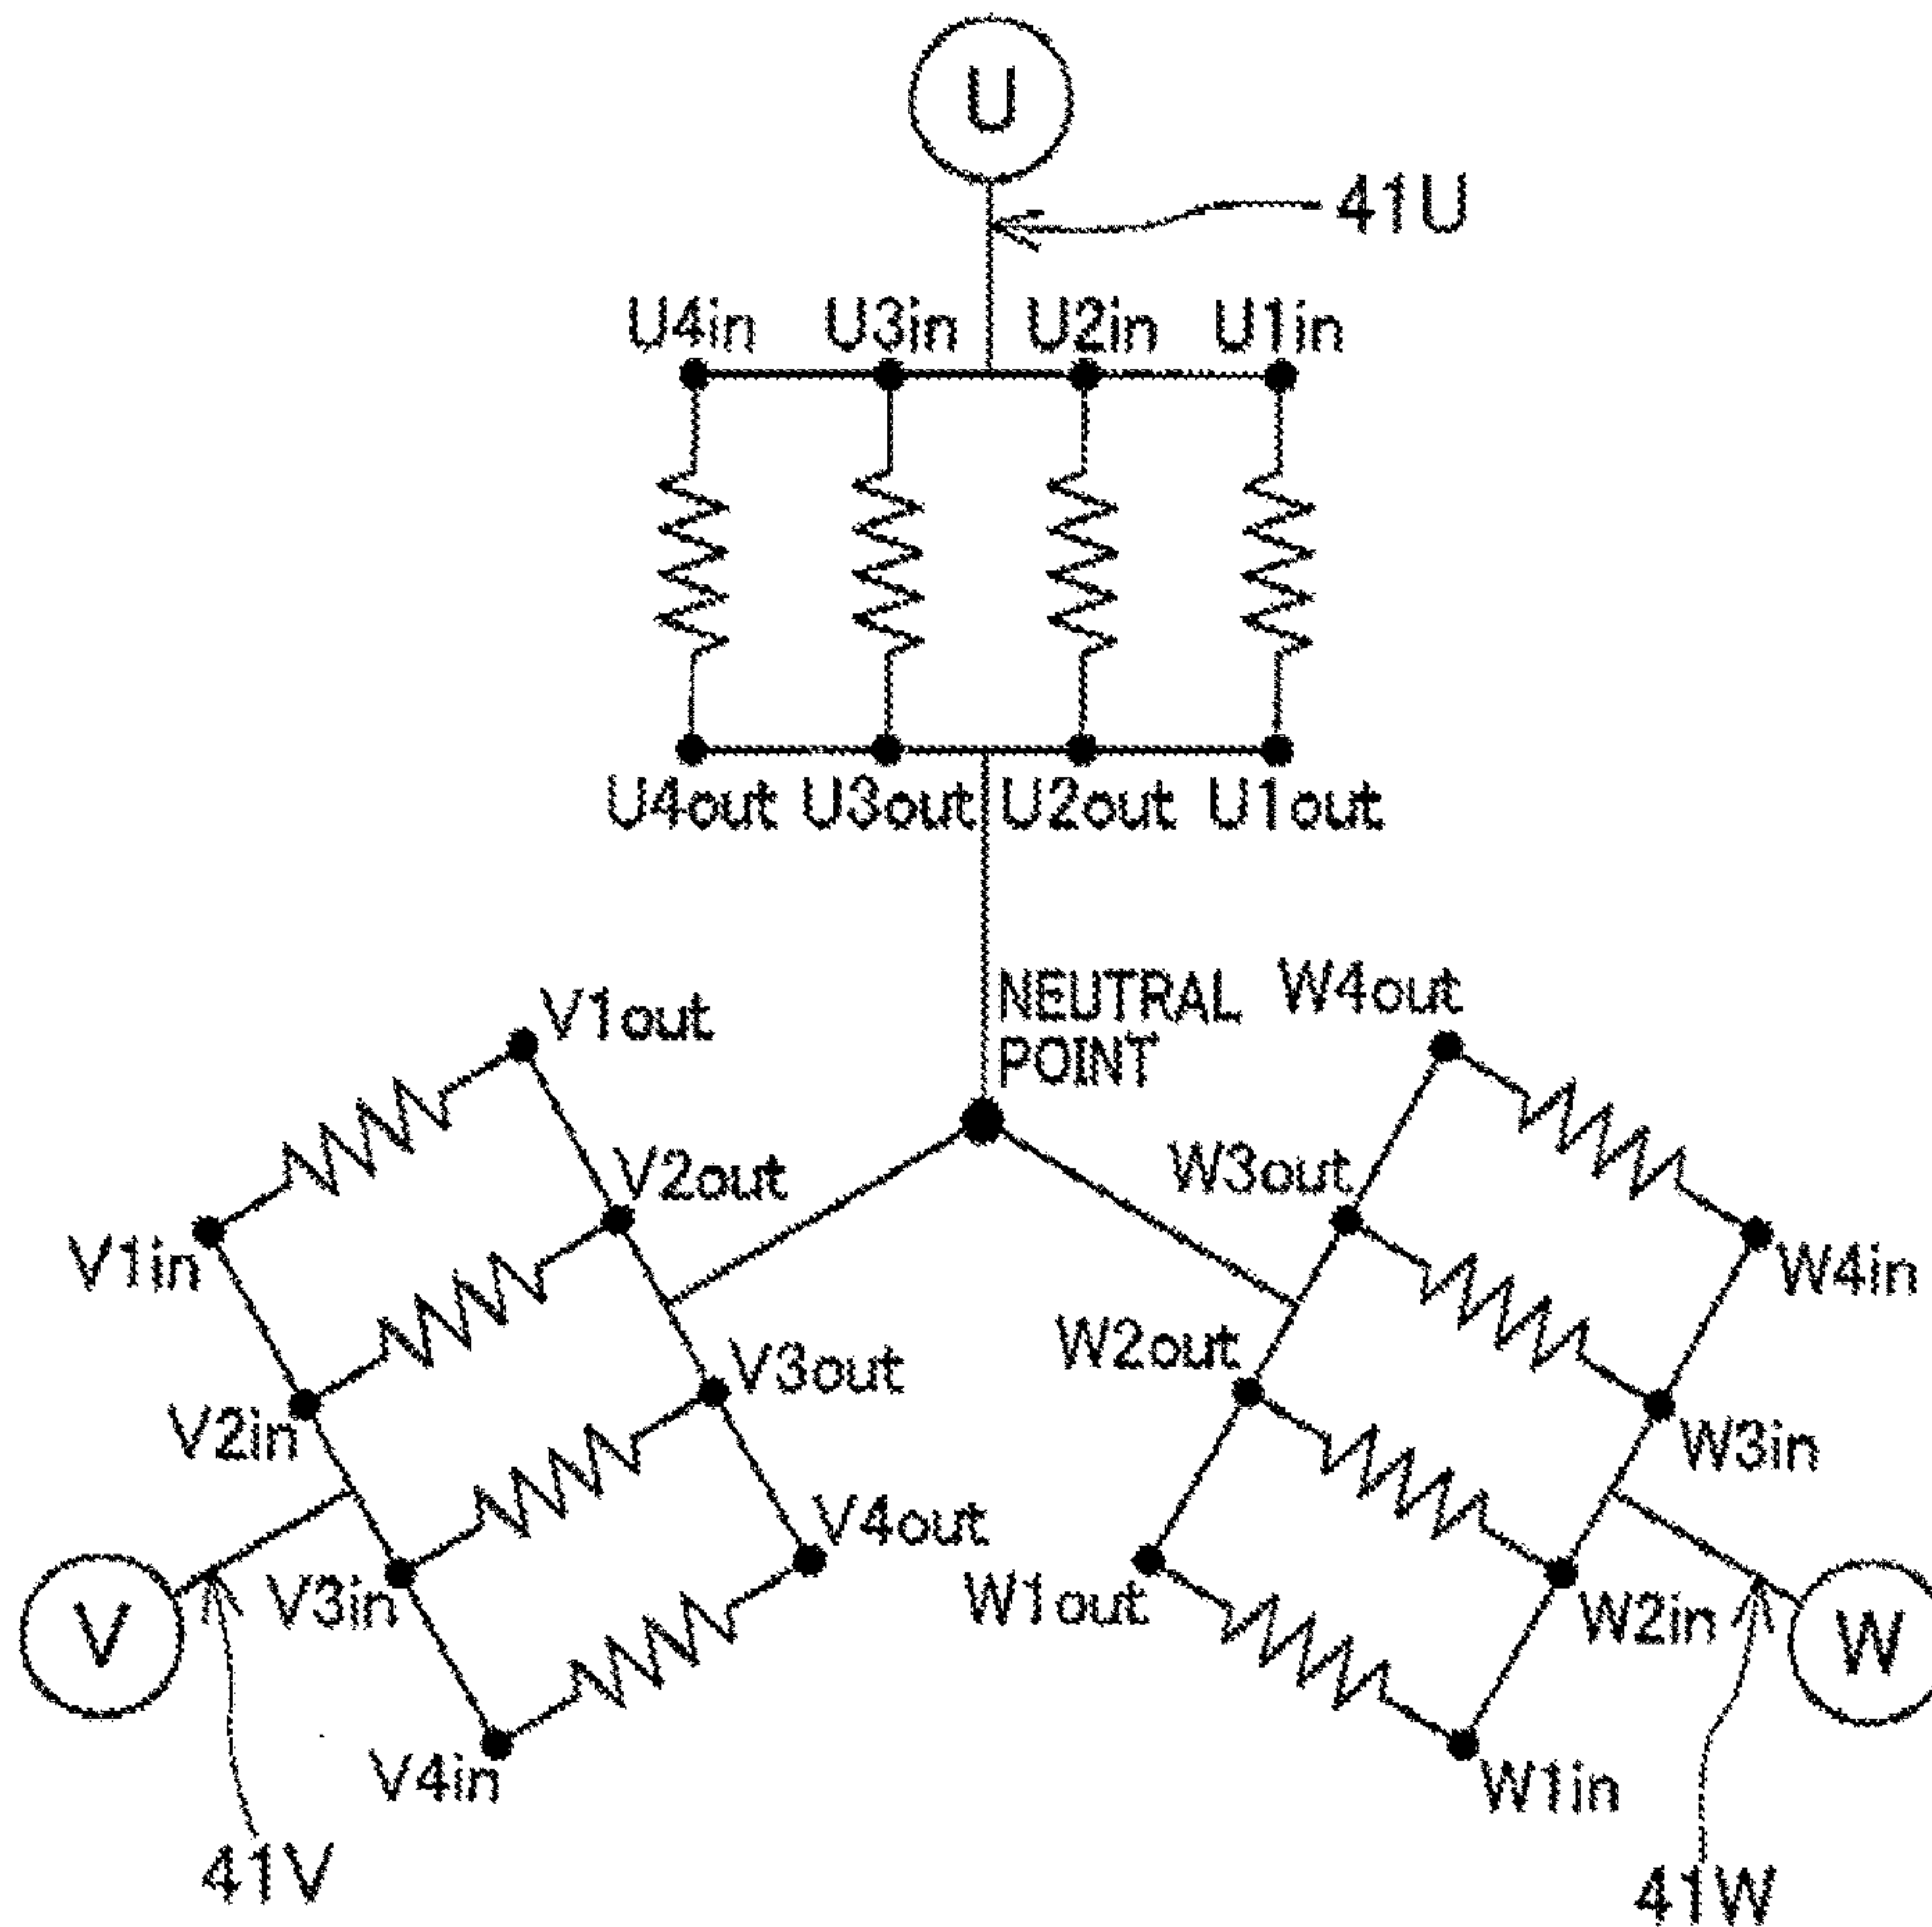 U
41U
U4in U3in U2in U1in
U4out U3out U2out U1out
NEUTRAL
POINT
W4out
V1out
V2out
W3out
V1in
W4in
W2out
V3out
V2in
W3in
V4out
V3in
W1out
W2in
V
W
V4in
W1in
41V
41W